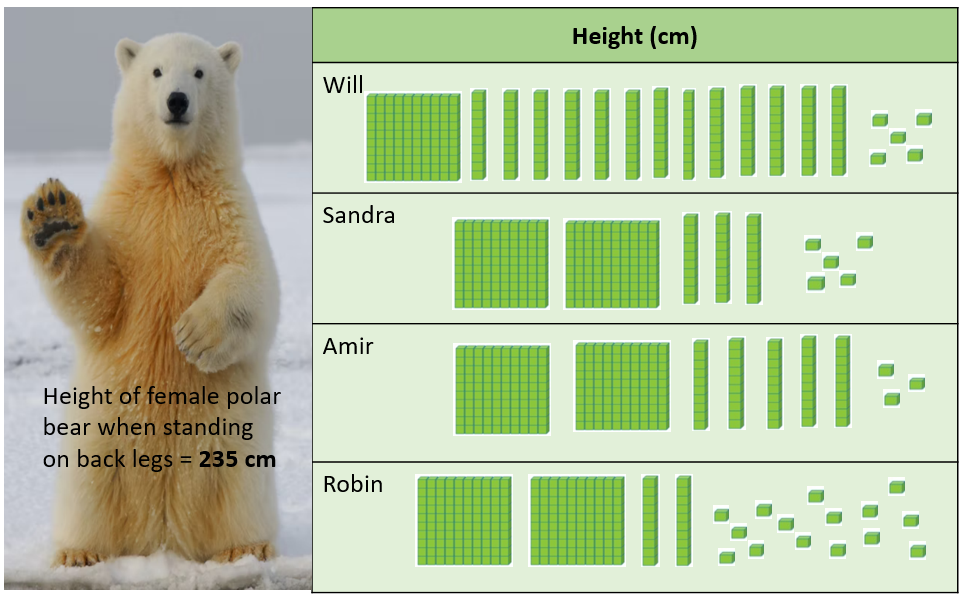 Height (cm)
Will
Sandra
Amir
Robin
Height of female polar
bear when standing
on back legs = 235 cm